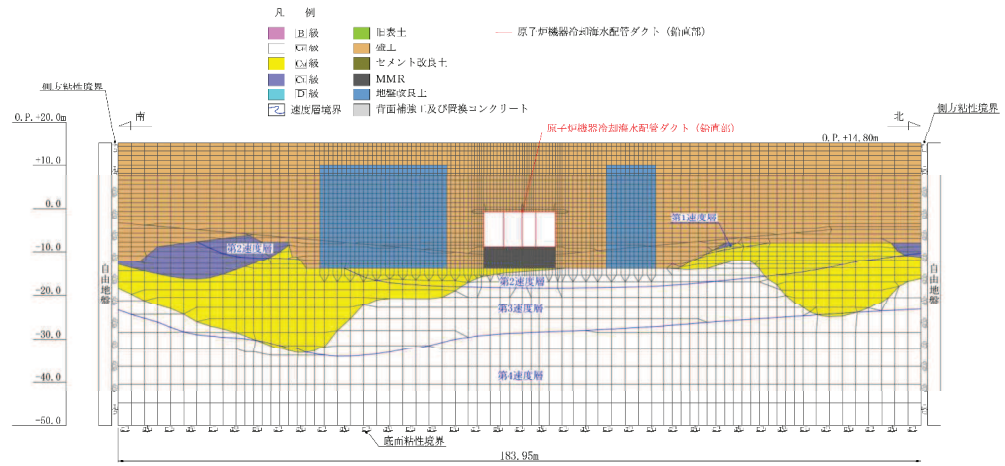 凡 例
B 級
CH級
CM級
CL級
D 級
速度層境界
旧表土
盛土
セメント改良土
MMR
地盤改良土
背面補強工及び置換コンクリート
原子炉機器冷却海水配管ダクト（鉛直部）
側方粘性境界
側方粘性境界
O.P.+20.0m
南
北
原子炉機器冷却海水配管ダクト（鉛直部）
O.P.+14.80m
-10.0
0.0
-10.0
-20.0
-30.0
-40.0
-50.0
第1速度層
第2速度層
第2速度層
第3速度層
第4速度層
自由地盤
自由地盤
底面粘性境界
183.95m